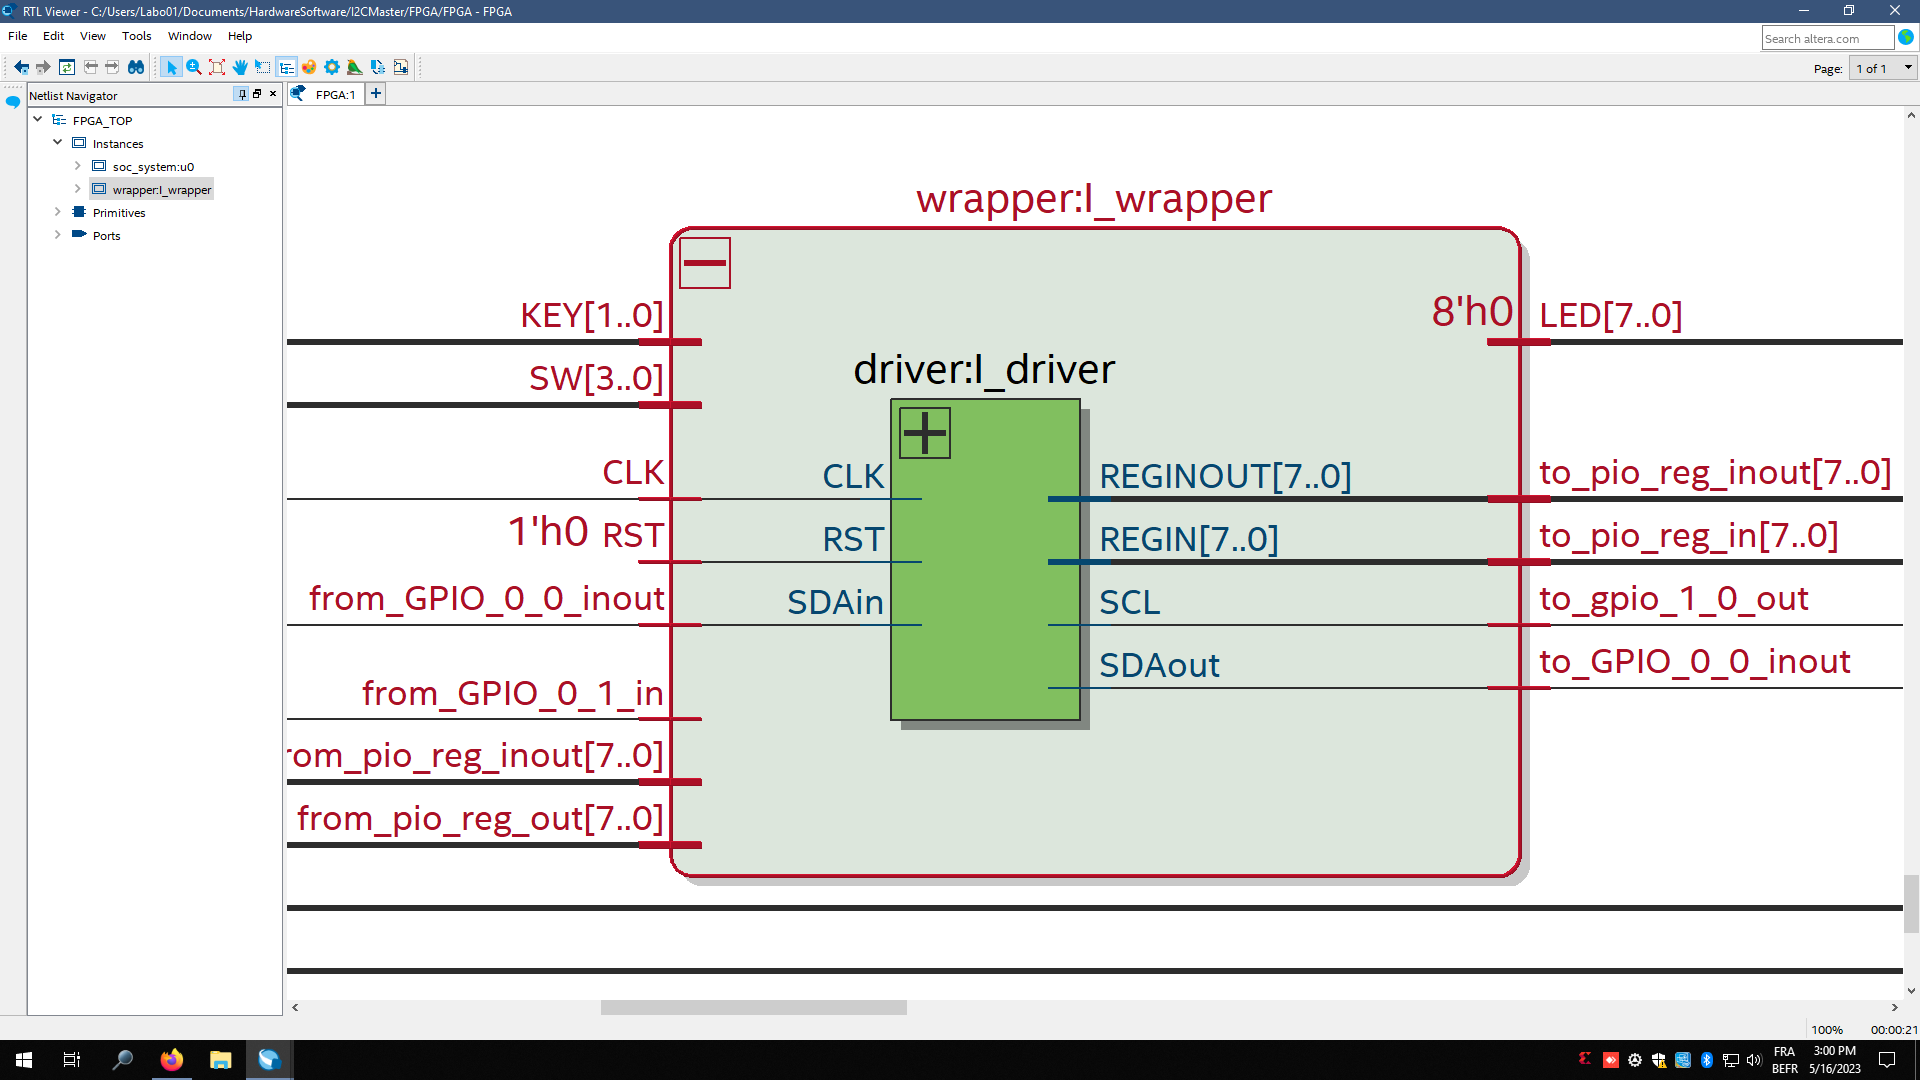 RTL Viewer - C:/Users/Labo01/Documents/HardwareSoftware/I2CMaster/FPGA/FPGA - FPGA
File Edit View Tools Window Help
Search altera.com
Page: 1 of 1
Netlist Navigator
FPGA:1
FPGA_TOP
Instances
soc_system:u0
wrapper:I_wrapper
Primitives
Ports
wrapper:I_wrapper
KEY[1..0]
8'h0 LED[7..0]
SW[3..0]
driver:I_driver
CLK
CLK
REGINOUT[7..0]
to_pio_reg_inout[7..0]
1'h0 RST
RST
REGIN[7..0]
to_pio_reg_in[7..0]
from_GPIO_0_0_inout
SDAin
SCL
to_gpio_1_0_out
SDAout
to_GPIO_0_0_inout
from_GPIO_0_1_in
rom_pio_reg_inout[7..0]
from_pio_reg_out[7..0]
100% 00:00:21
FRA
BEFR
3:00 PM
5/16/2023